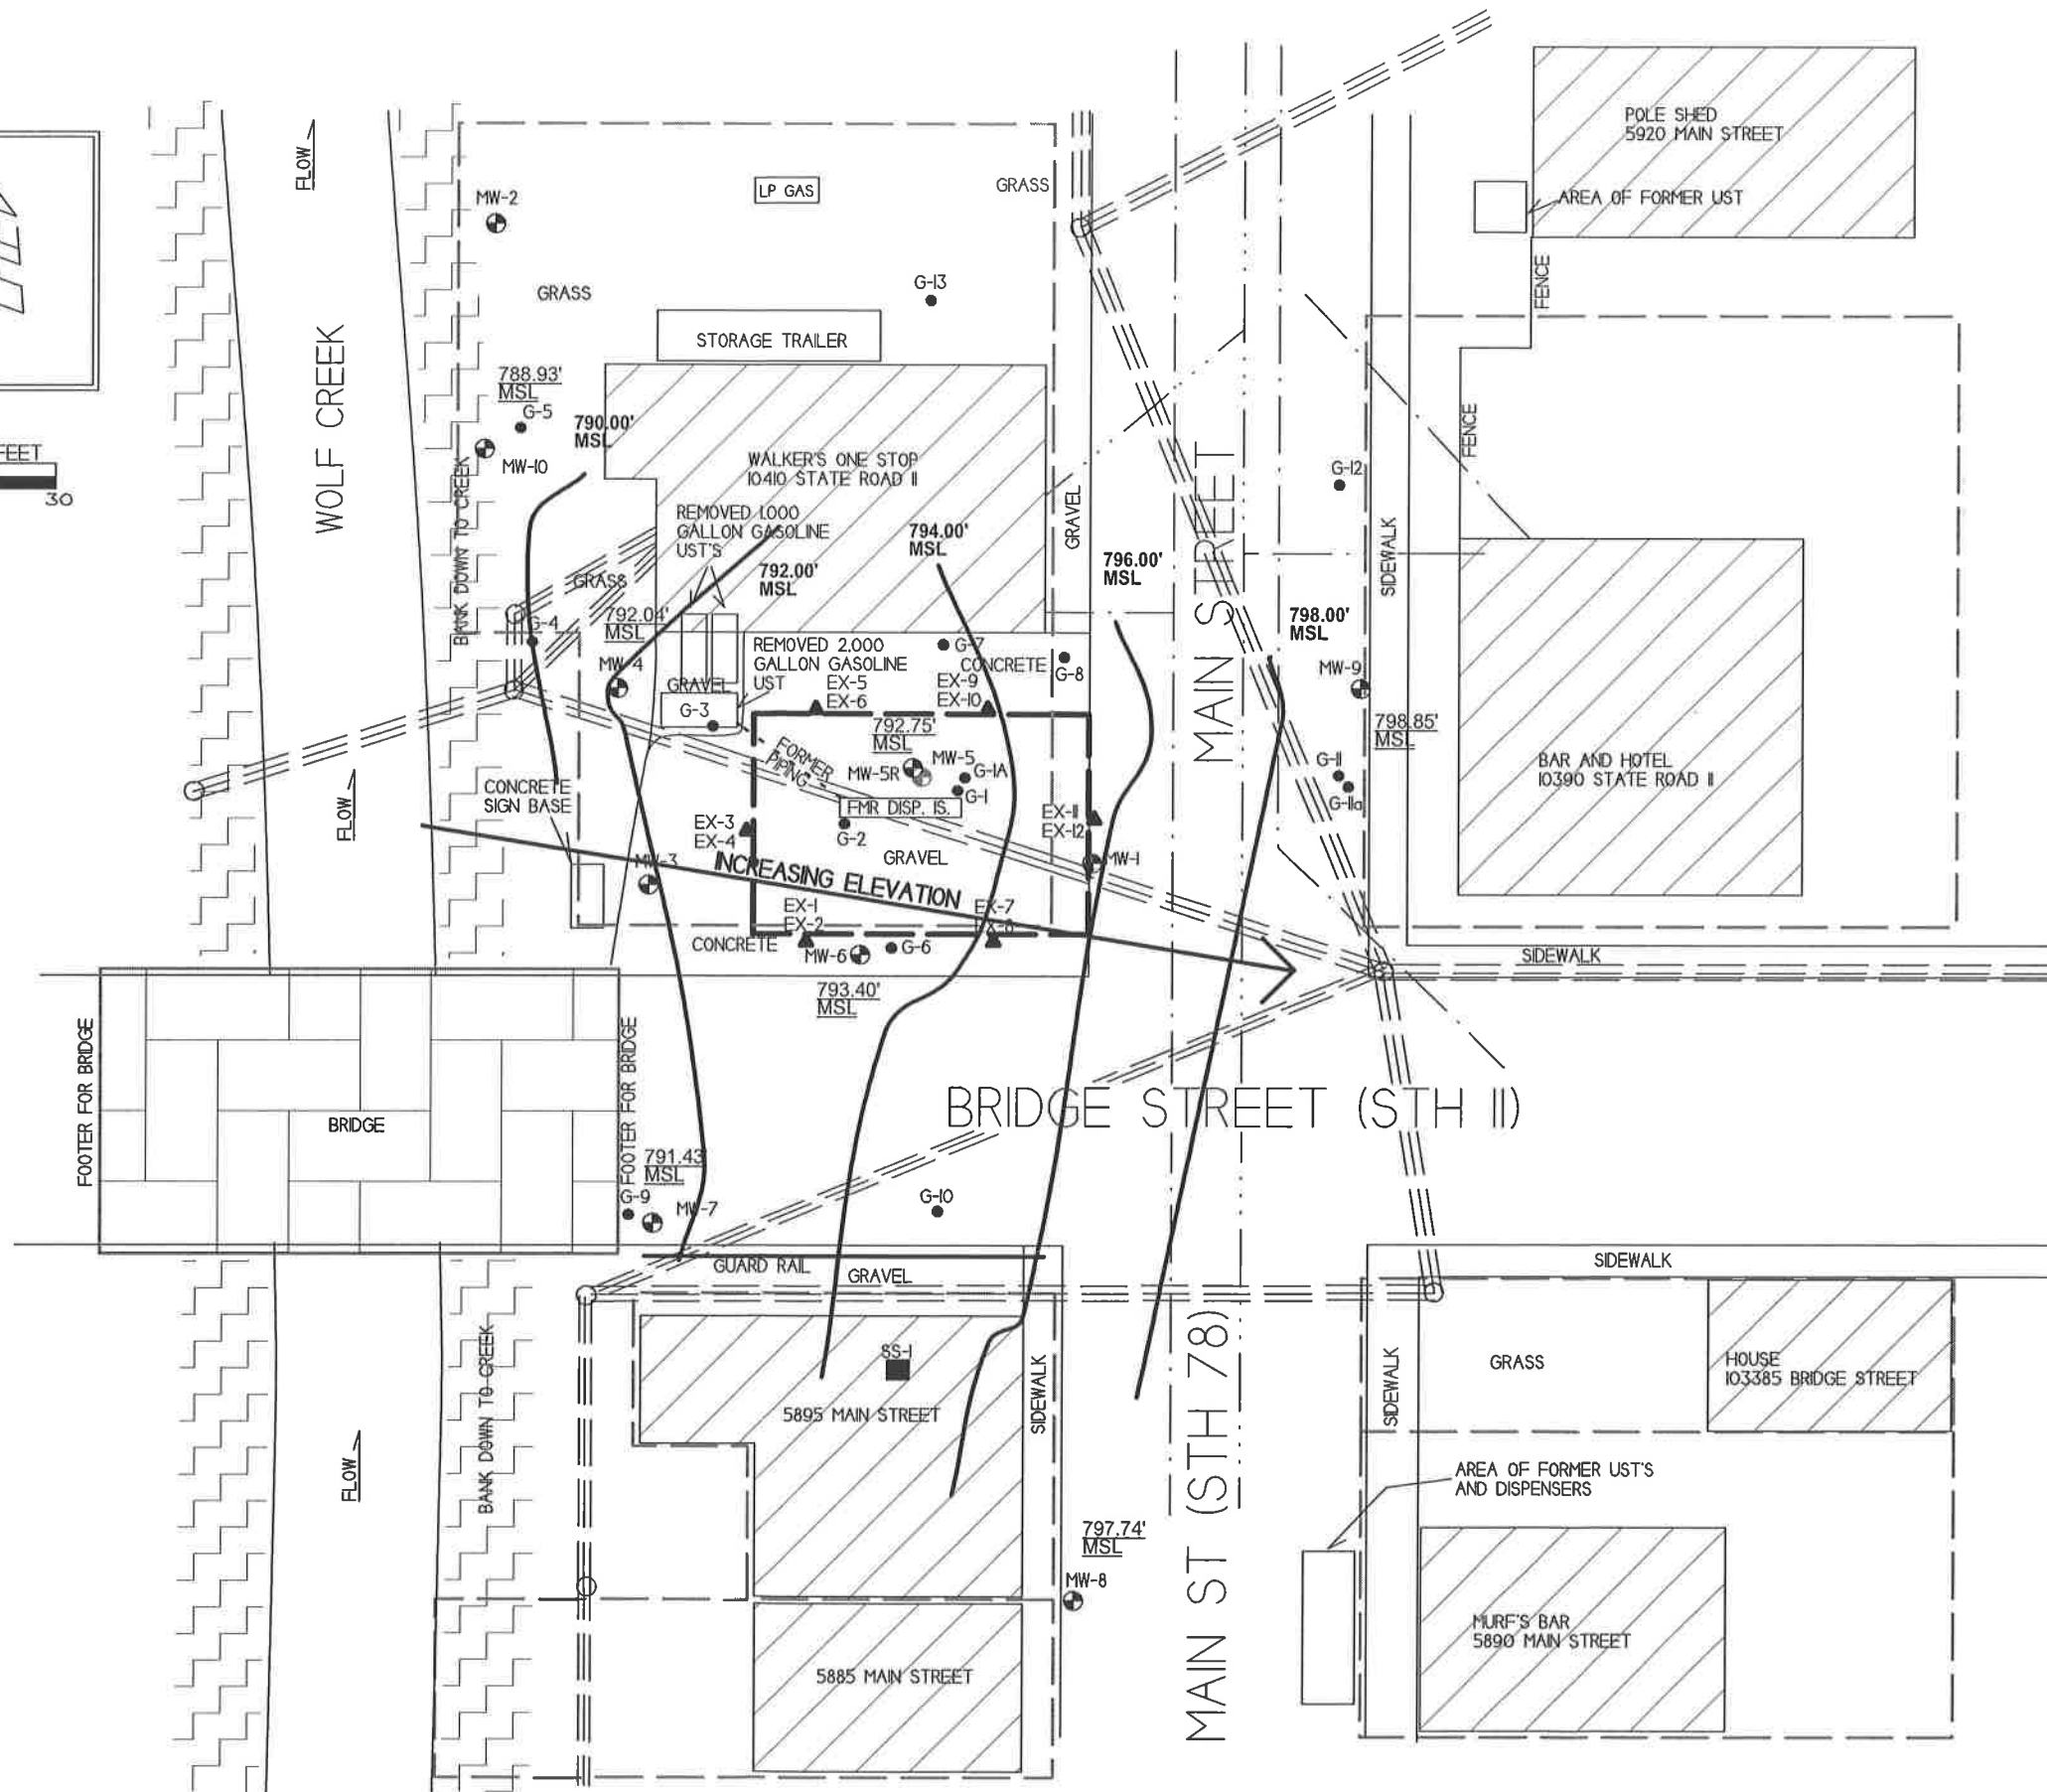 POLE SHED
5920 MAIN STREET
AREA OF FORMER UST
FENCE
LP GAS
GRASS
FLOW
MW-2
GRASS
G-13
STORAGE TRAILER
WOLF CREEK
788.93'
MSL
G-5
790.00'
MSL
MW-10
FEET
30
BANK DOWN TO CREEK
WALKER'S ONE STOP
10410 STATE ROAD 11
REMOVED 1,000
GALLON GASOLINE
UST'S
794.00'
MSL
GRAVEL
796.00'
MSL
MAIN STREET
G-12
SIDEWALK
FENCE
792.00'
MSL
GRASS
G-4
792.04'
MSL
MW-4
REMOVED 2,000
GALLON GASOLINE
UST
GRAVEL
G-3
EX-5
EX-6
G-7
CONCRETE
G-8
EX-9
EX-10
798.00'
MSL
MW-9
798.85'
MSL
792.75'
MSL
MW-5
MW-5R
G-1A
G-1
FORMER
PIPING
FMR DISP. IS.
G-2
GRAVEL
G-11
G-11a
BAR AND HOTEL
10390 STATE ROAD 11
FLOW
CONCRETE
SIGN BASE
EX-3
EX-4
EX-11
EX-12
MW-1
MW-3
INCREASING ELEVATION
EX-1
EX-2
EX-7
EX-8
CONCRETE
MW-6
G-6
793.40'
MSL
SIDEWALK
FOOTER FOR BRIDGE
BRIDGE
FOOTER FOR BRIDGE
BRIDGE STREET (STH 11)
791.43'
MSL
G-9
MW-7
G-10
GUARD RAIL
GRAVEL
SIDEWALK
BANK DOWN TO CREEK
FLOW
SS-1
5895 MAIN STREET
SIDEWALK
MAIN ST (STH 78)
SIDEWALK
GRASS
HOUSE
103385 BRIDGE STREET
AREA OF FORMER UST'S
AND DISPENSERS
797.74'
MSL
MW-8
5885 MAIN STREET
MURF'S BAR
5890 MAIN STREET